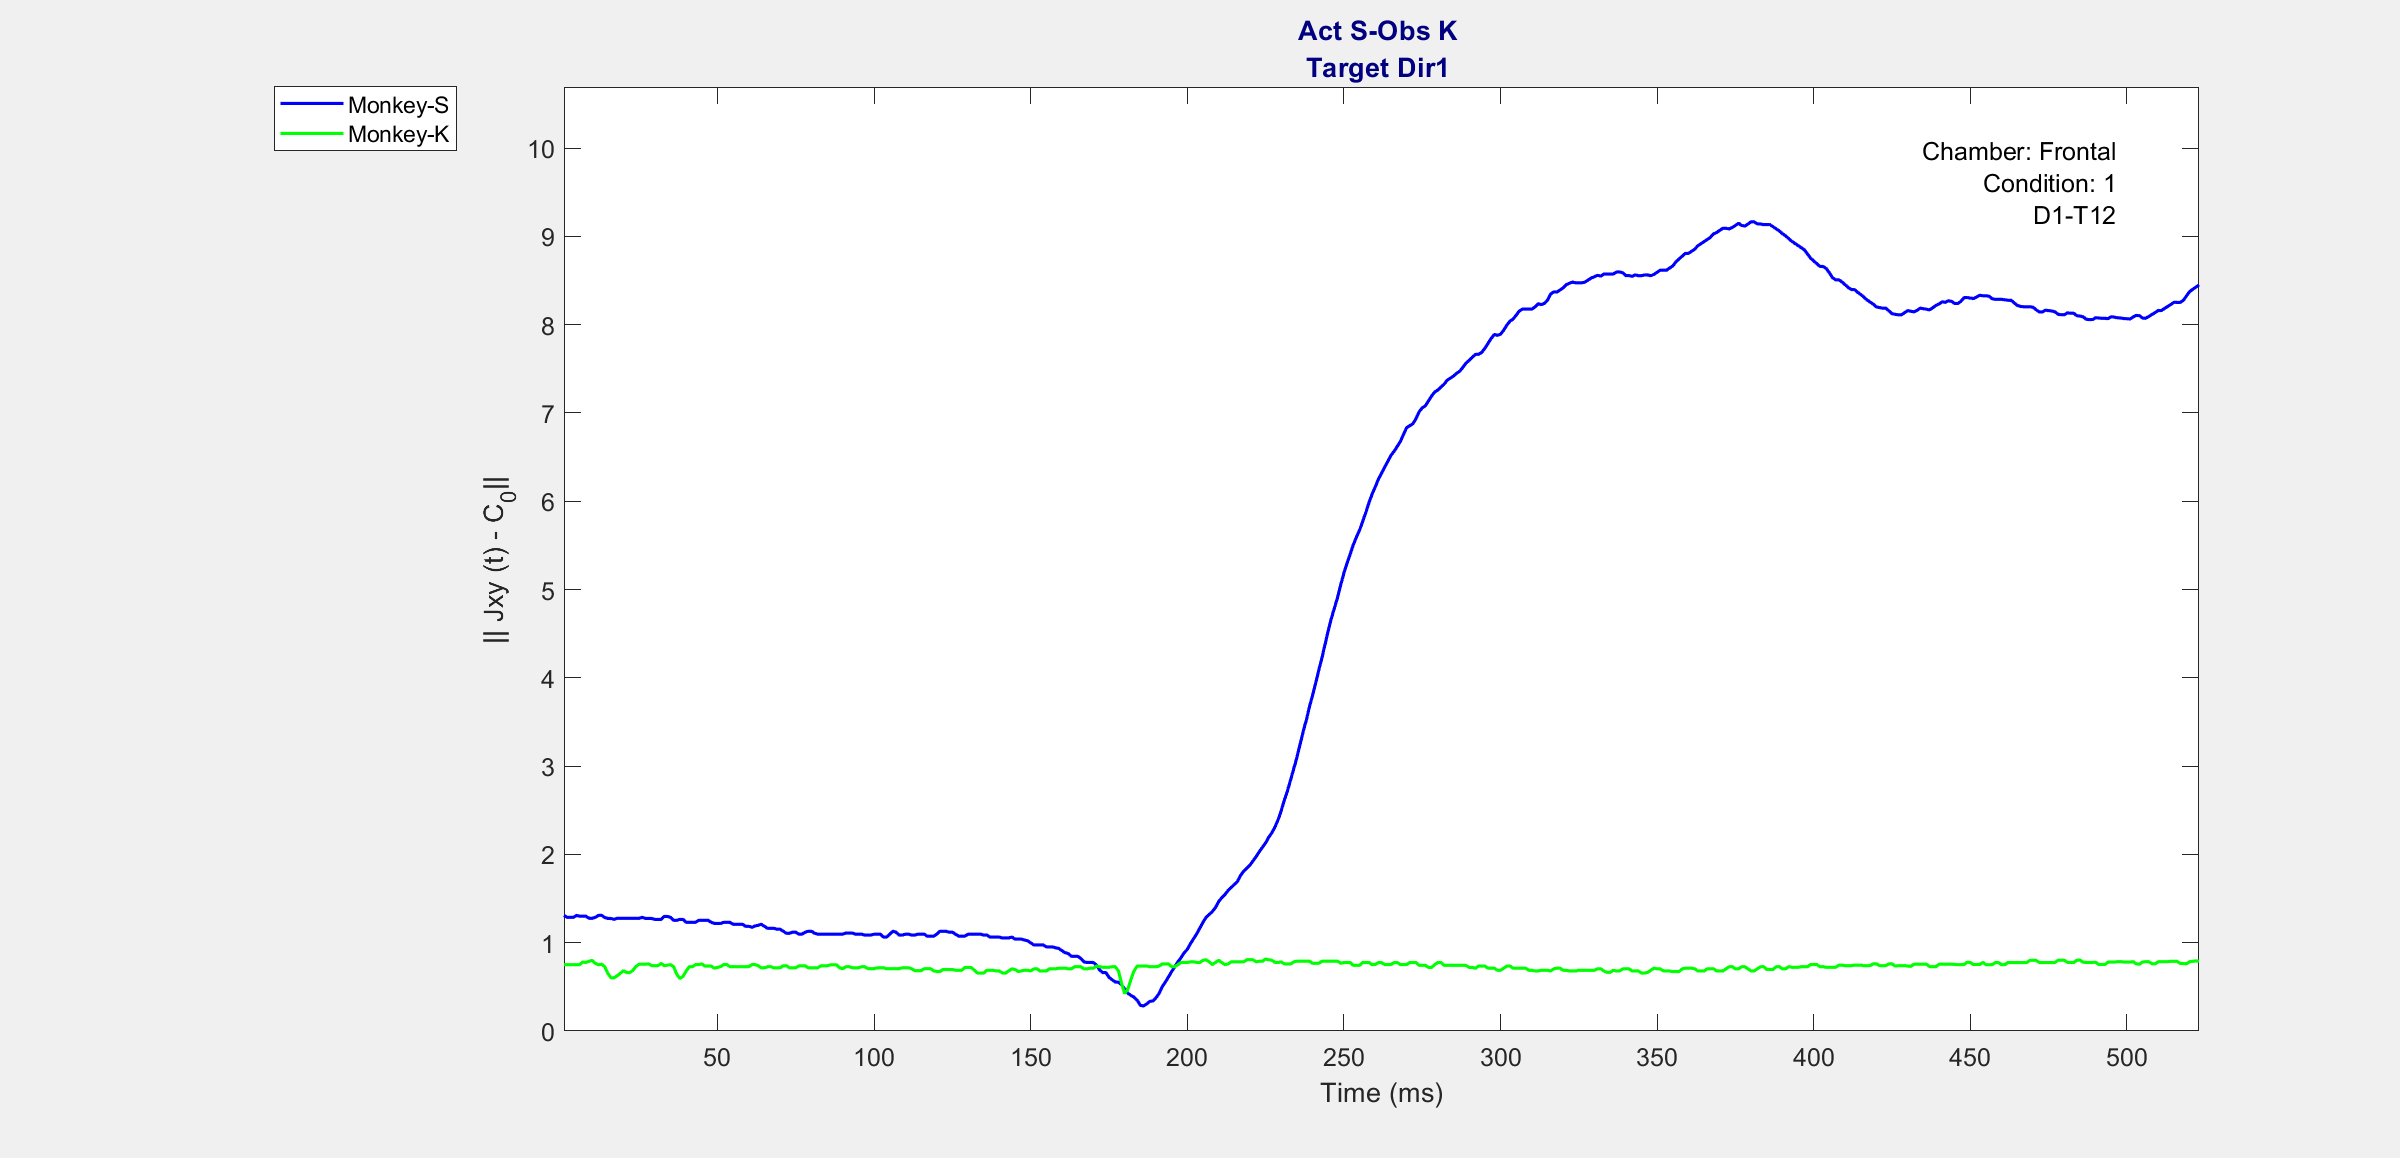 Act S-Obs K
Target Dir1
Monkey-S
Monkey-K
Chamber: Frontal
Condition: 1
D1-T12
|| Jxy (t) - C0||
10
9
8
7
6
5
4
3
2
1
0
50 100 150 200 250 300 350 400 450 500
Time (ms)